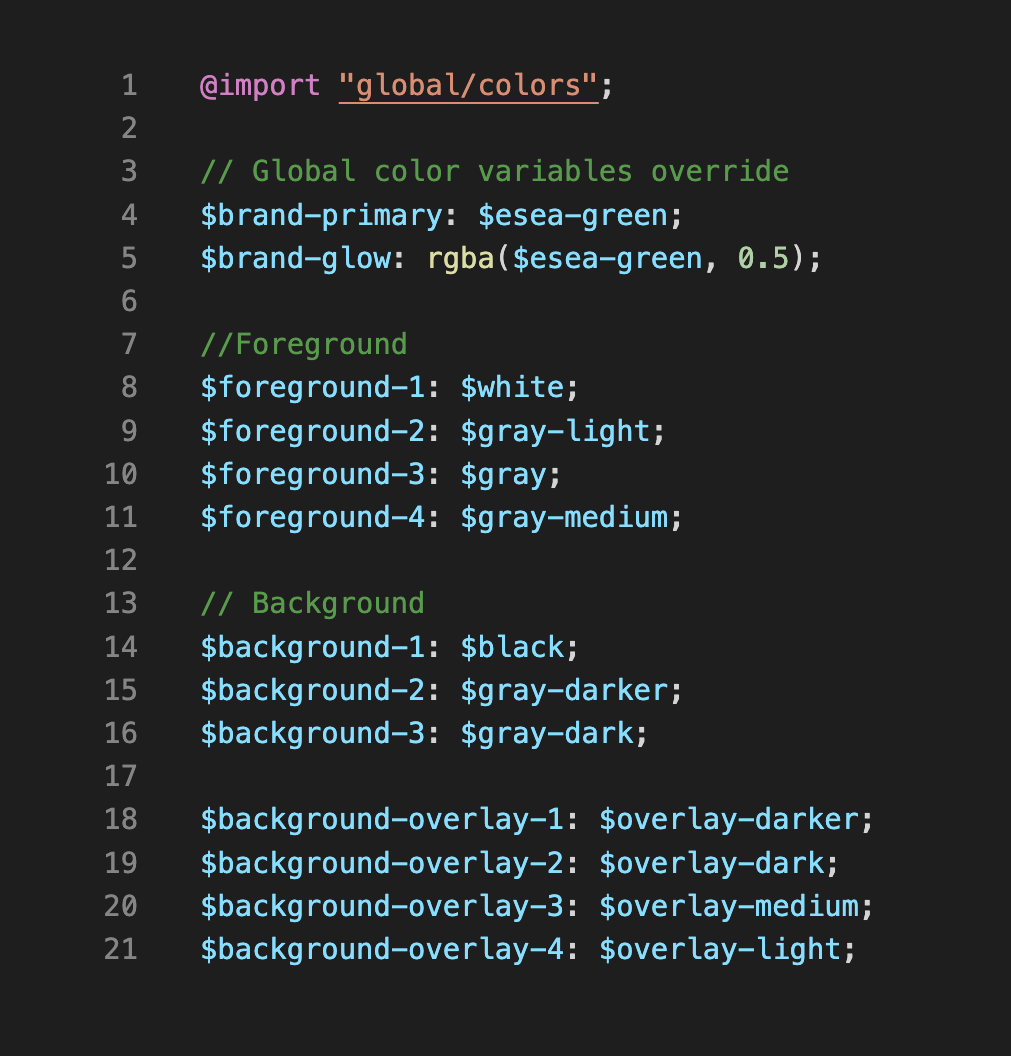 1 @import "global/colors";
2
3 // Global color variables override
4 $brand-primary: $esea-green;
5 $brand-glow: rgba($esea-green, 0.5);
6
7 //Foreground
8 $foreground-1: $white;
9 $foreground-2: $gray-light;
10 $foreground-3: $gray;
11 $foreground-4: $gray-medium;
12
13 // Background
14 $background-1: $black;
15 $background-2: $gray-darker;
16 $background-3: $gray-dark;
17
18 $background-overlay-1: $overlay-darker;
19 $background-overlay-2: $overlay-dark;
20 $background-overlay-3: $overlay-medium;
21 $background-overlay-4: $overlay-light;